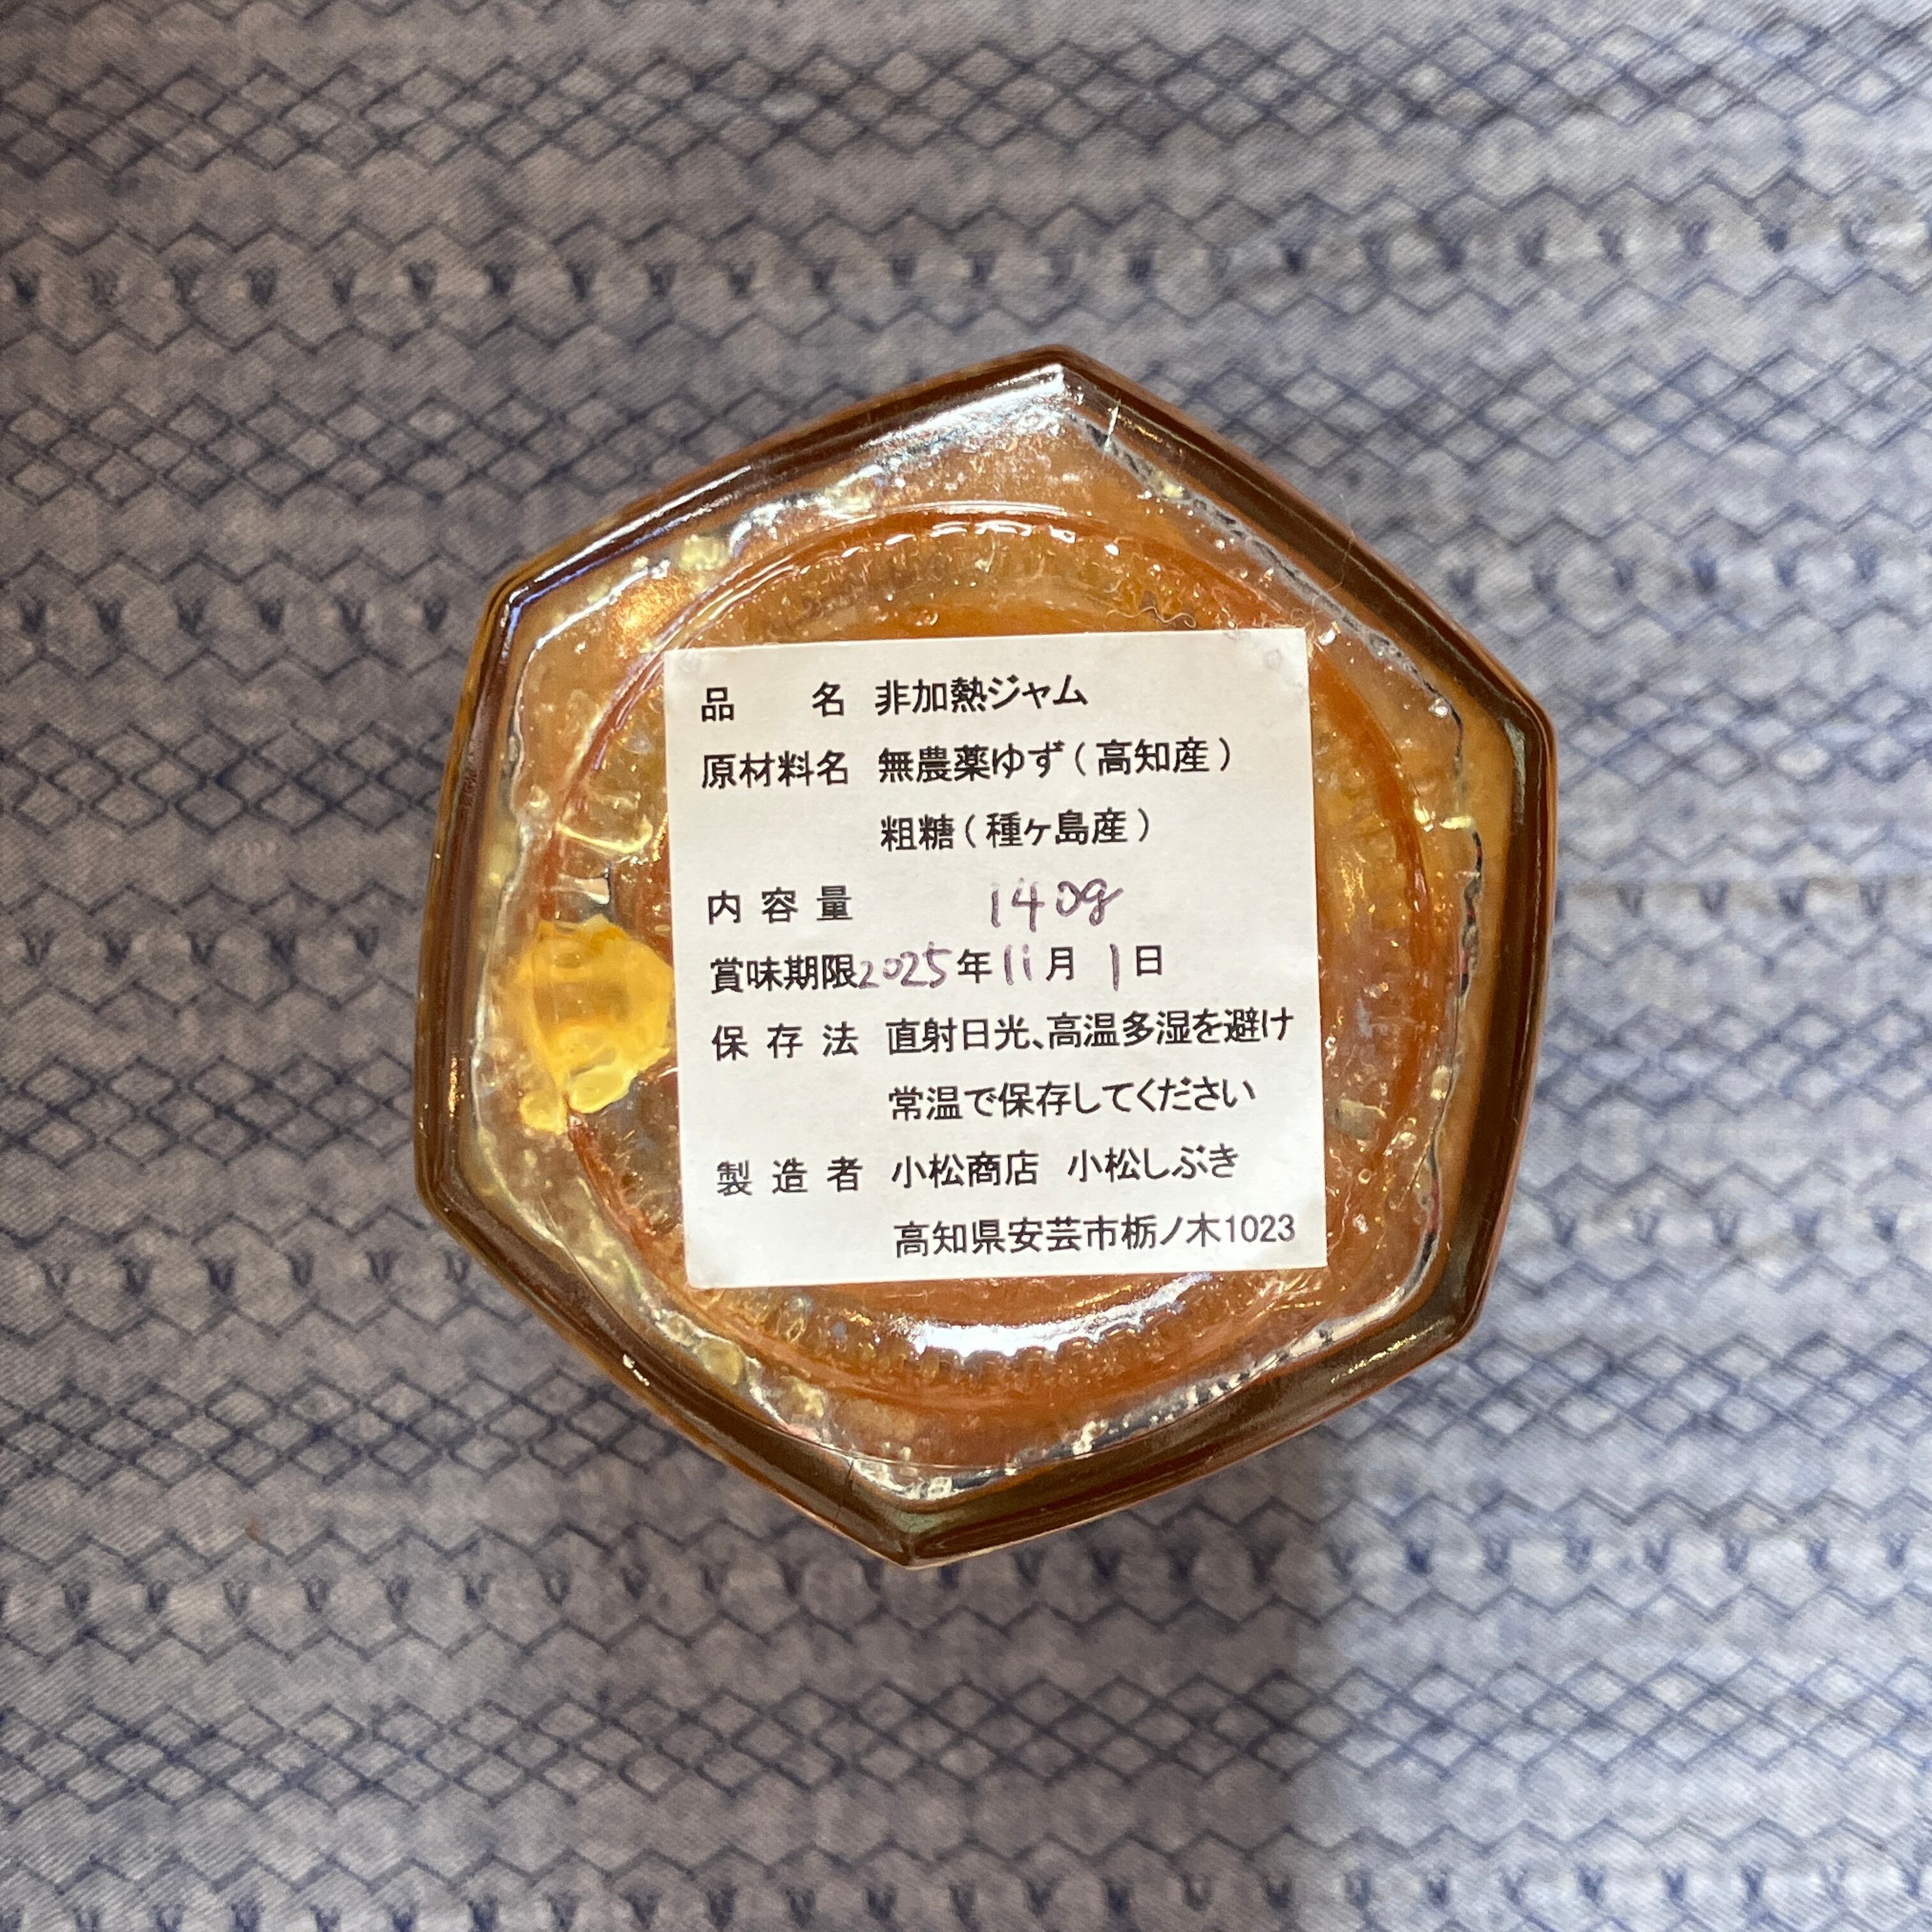 品　　名 非加熱ジャム
原材料名 無農薬ゆず(高知産)
粗糖(種ヶ島産)
内容量 140g
賞味期限2025年11月1日
保存法 直射日光、高温多湿を避け
常温で保存してください
製造者 小松商店 小松しぶき
高知県安芸市栃ノ木1023